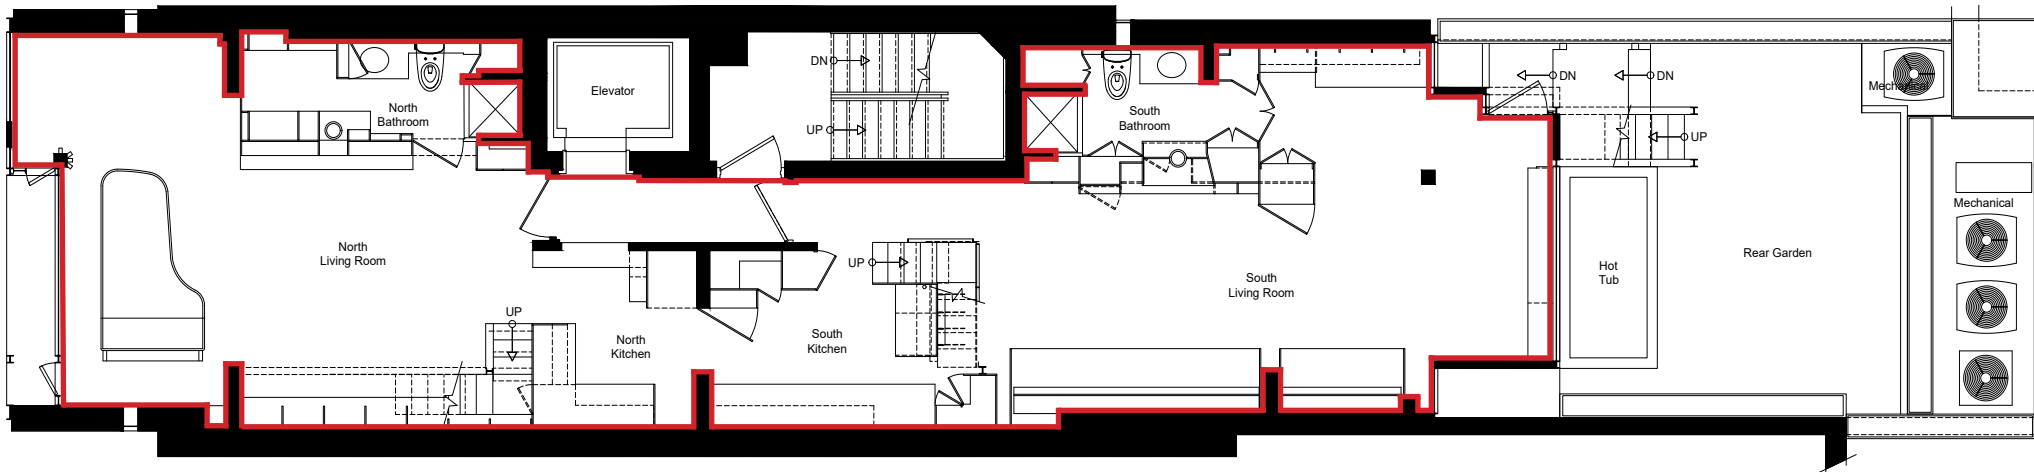 North
Bathroom
Elevator
DN
UP
South
Bathroom
DN
DN
UP
Mechanical
Mechanical
North
Living Room
UP
North
Kitchen
South
Kitchen
UP
South
Living Room
Hot
Tub
Rear Garden